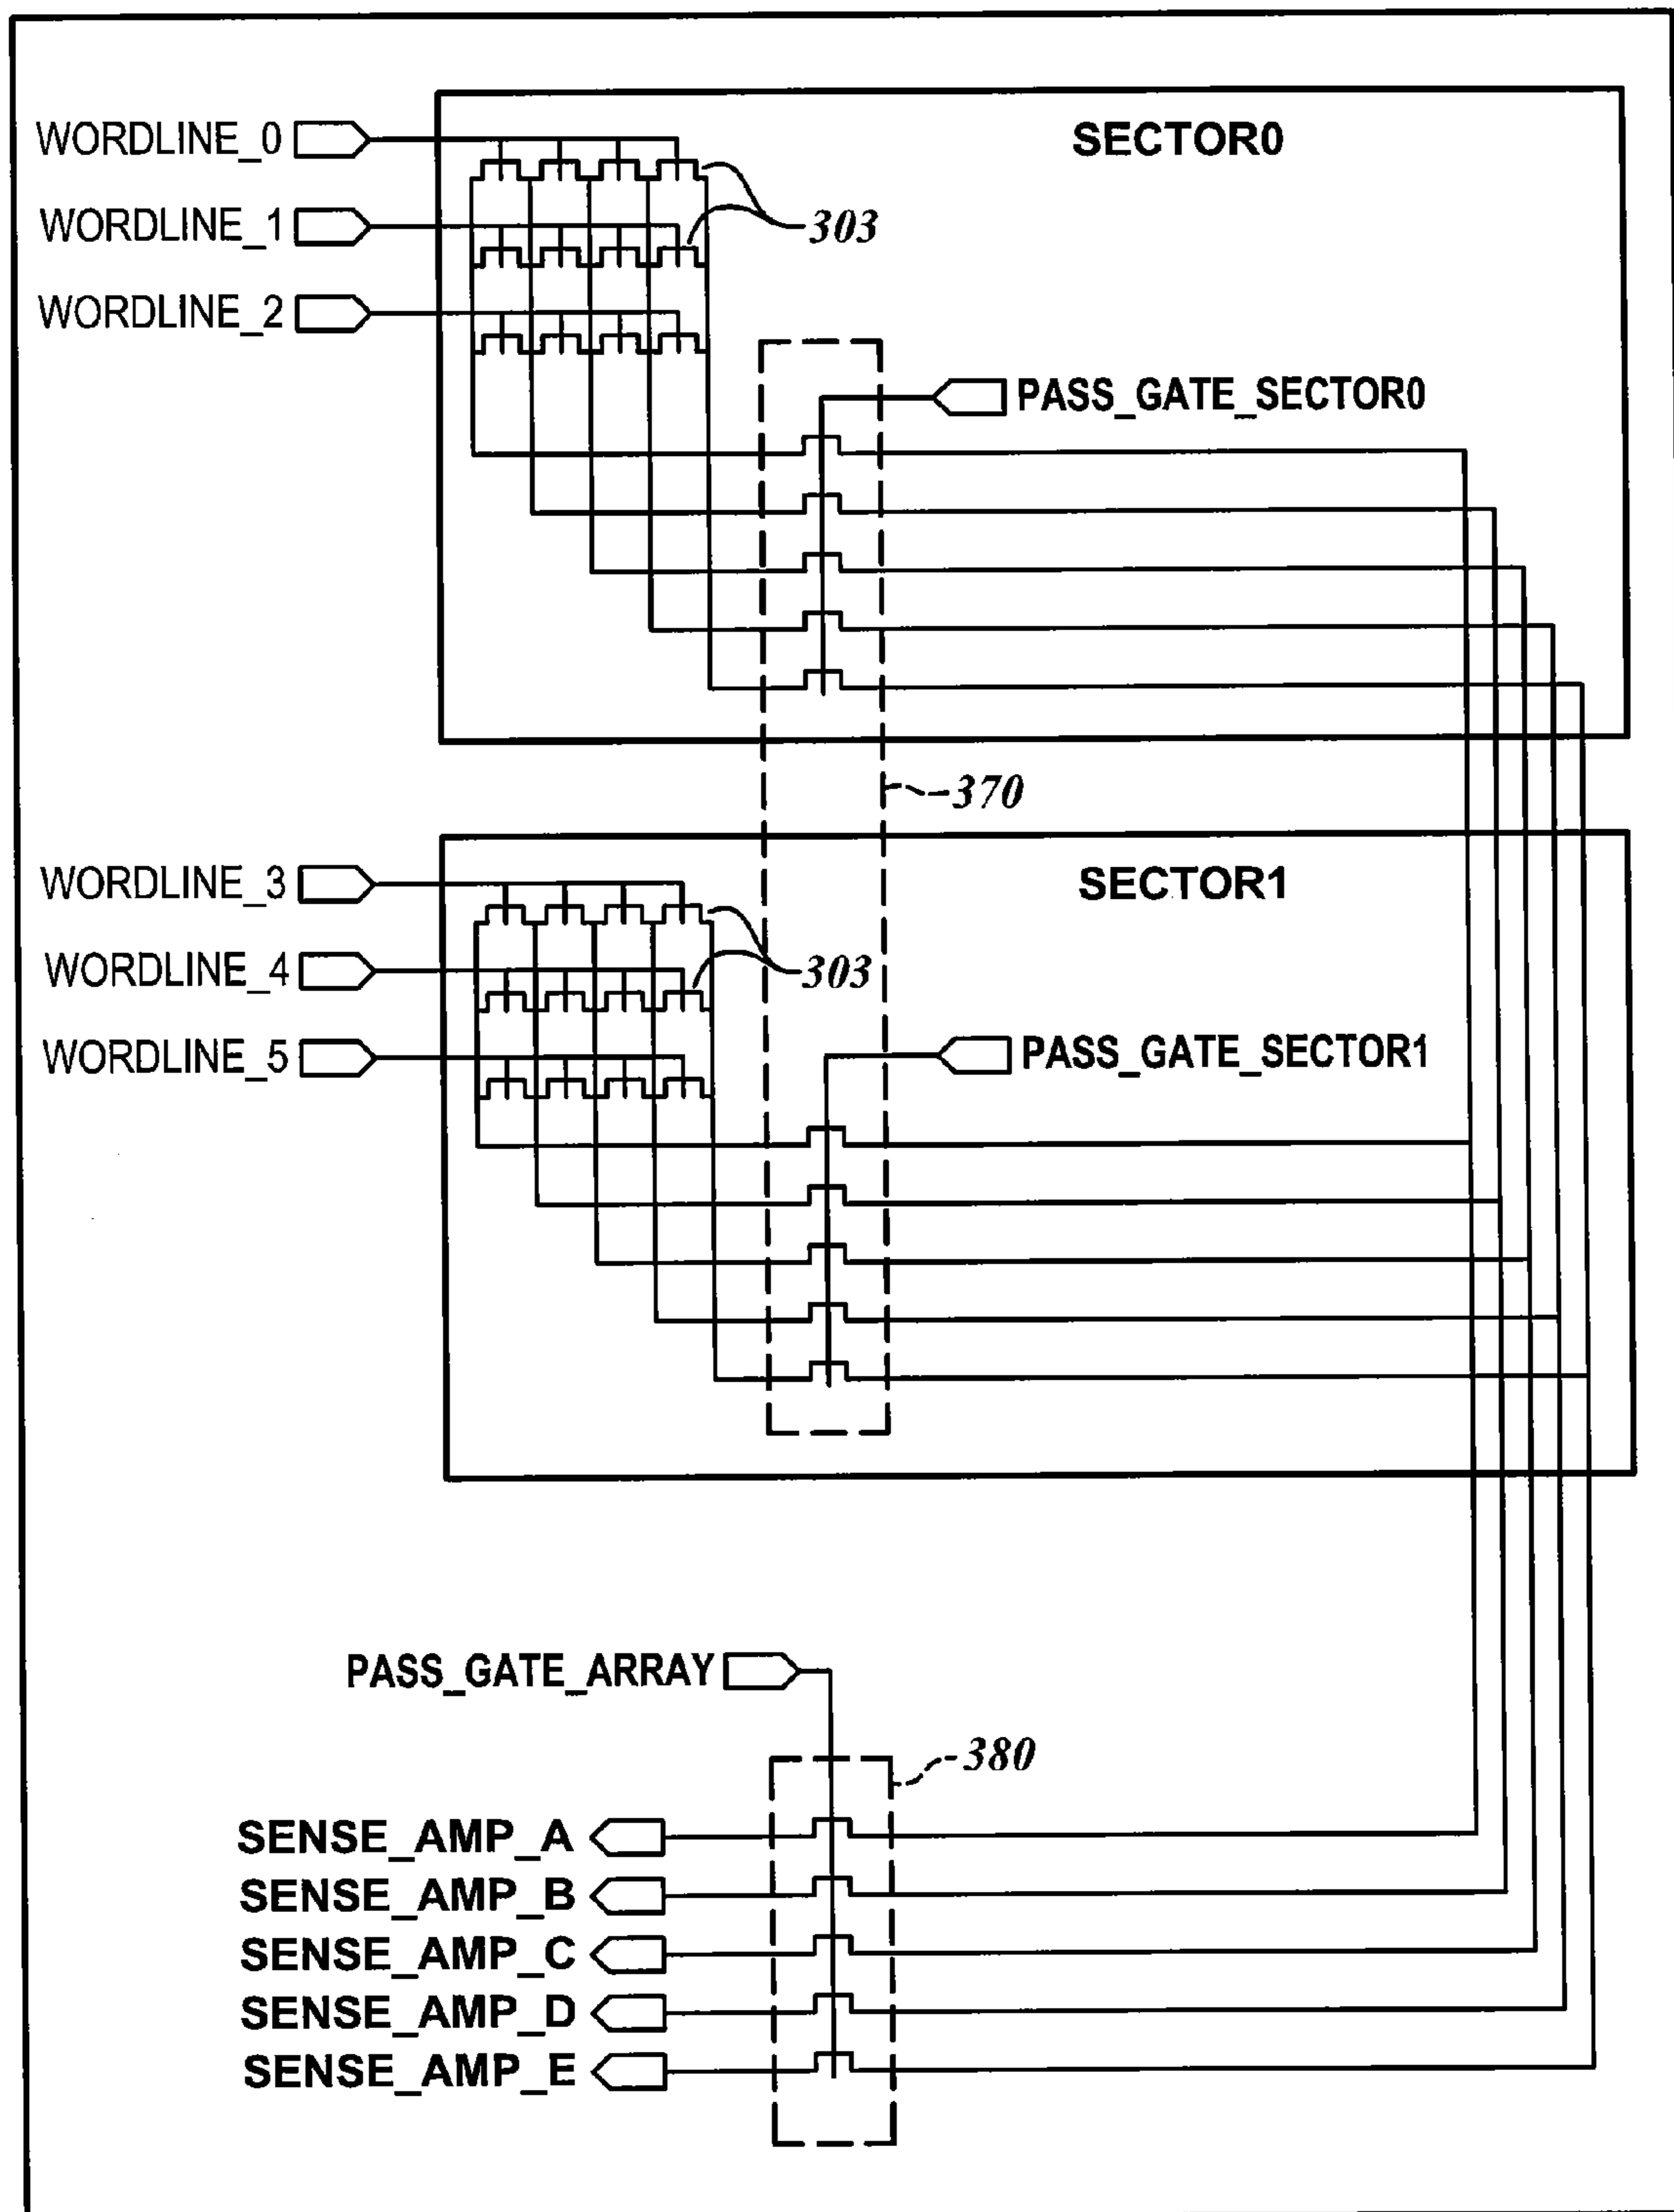 SECTOR0
WORDLINE_0
WORDLINE_1
303
WORDLINE_2
PASS_GATE_SECTOR0
370
SECTOR1
WORDLINE_3
WORDLINE_4
303
WORDLINE_5
PASS_GATE_SECTOR1
PASS_GATE_ARRAY
380
SENSE_AMP_A
SENSE_AMP_B
SENSE_AMP_C
SENSE_AMP_D
SENSE_AMP_E